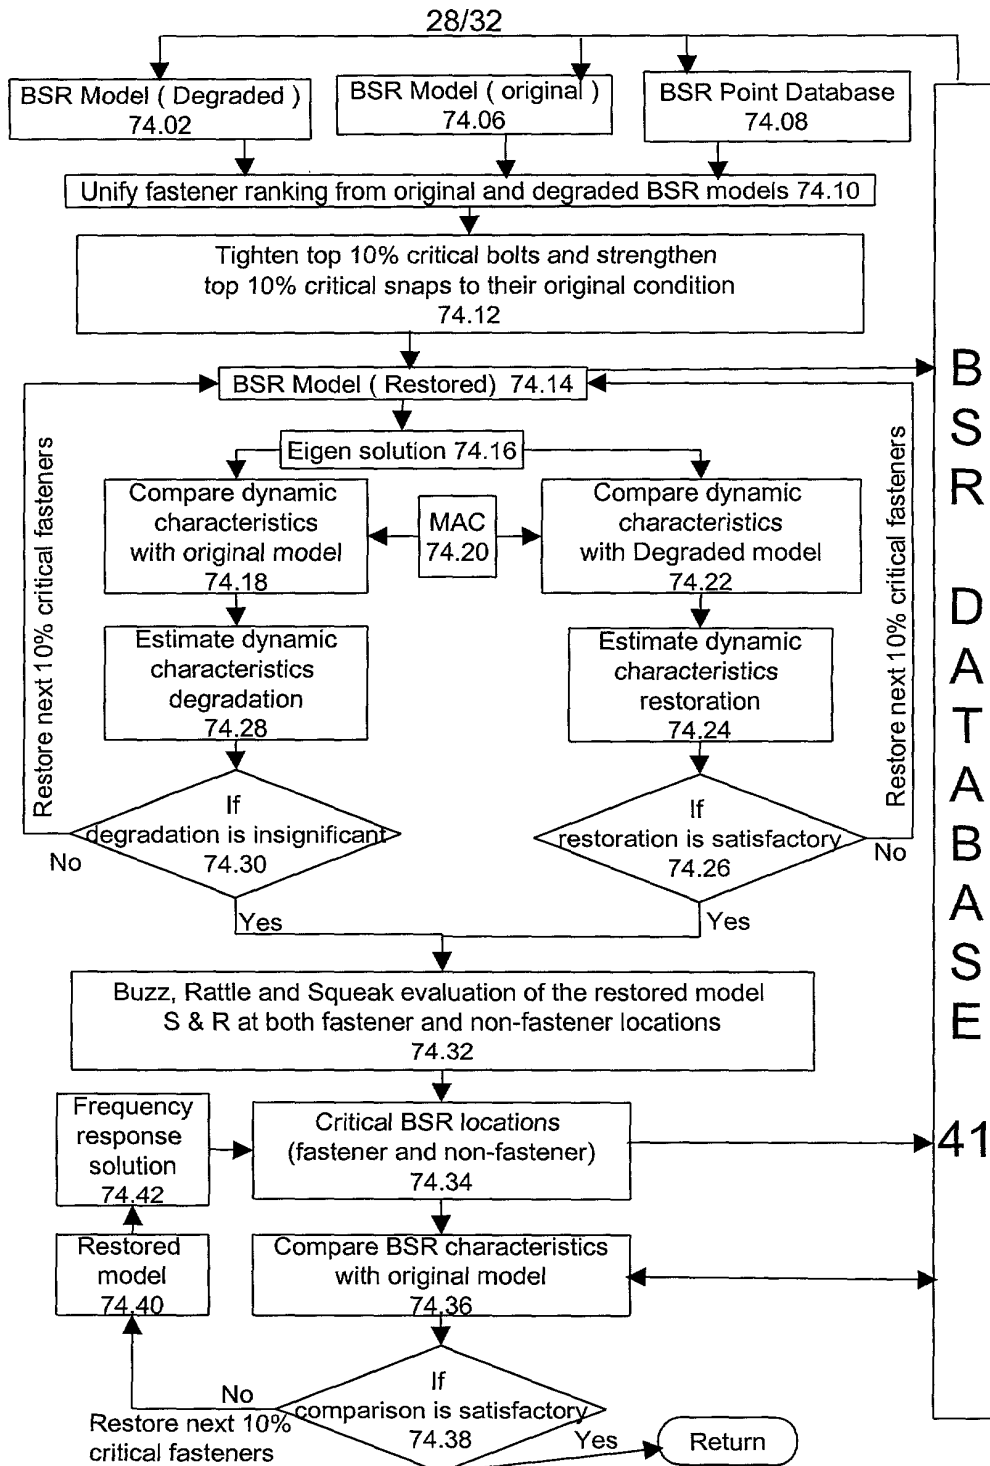 28/32
BSR Model ( Degraded )
74.02
BSR Model ( original )
74.06
BSR Point Database
74.08
Unify fastener ranking from original and degraded BSR models 74.10
Tighten top 10% critical bolts and strengthen
top 10% critical snaps to their original condition
74.12
BSR Model ( Restored) 74.14
Eigen solution 74.16
Compare dynamic
characteristics
with original model
74.18
MAC
74.20
Compare dynamic
characteristics
with Degraded model
74.22
Estimate dynamic
characteristics
degradation
74.28
Estimate dynamic
characteristics
restoration
74.24
Restore next 10% critical fasteners
Restore next 10% critical fasteners
If
degradation is insignificant
74.30
No
Yes
If
restoration is satisfactory
74.26
No
Yes
Buzz, Rattle and Squeak evaluation of the restored model
S & R at both fastener and non-fastener locations
74.32
Frequency
response
solution
74.42
Critical BSR locations
(fastener and non-fastener)
74.34
Restored
model
74.40
Compare BSR characteristics
with original model
74.36
If
comparison is satisfactory
74.38
No
Restore next 10%
critical fasteners
Yes
Return
BSR DATABASE 41